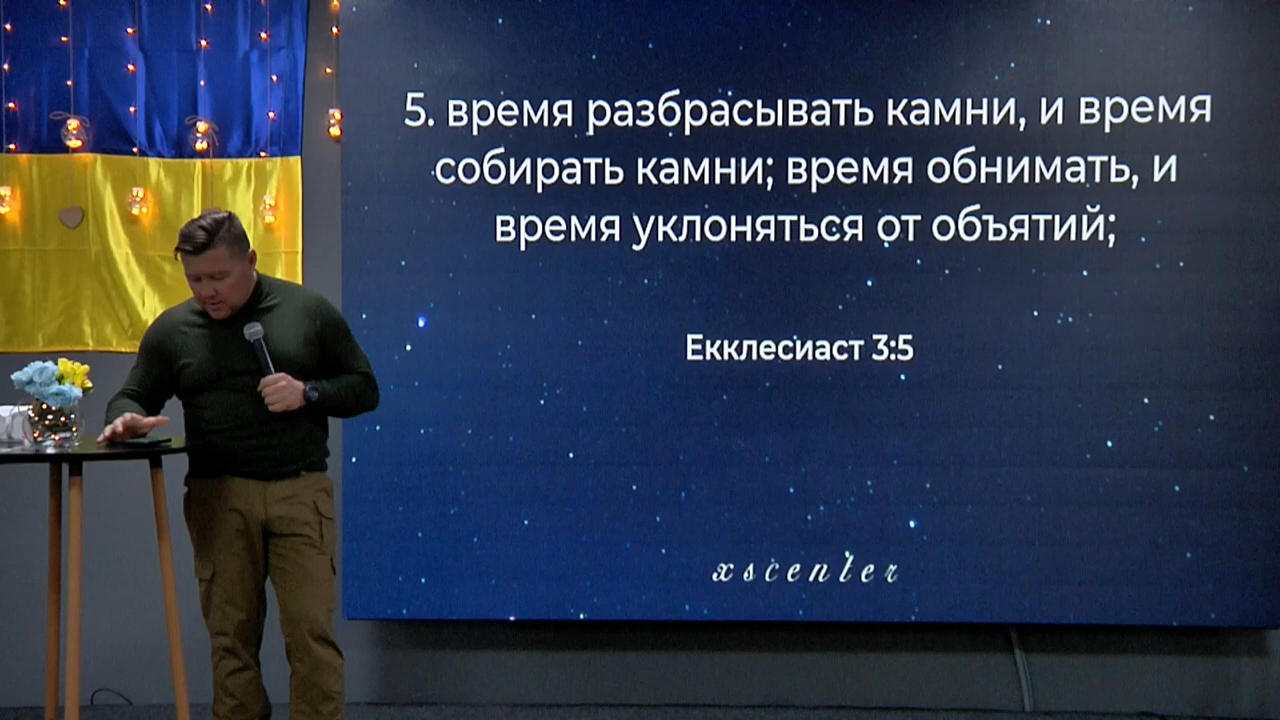 5. время разбрасывать камни, и время
собирать камни; время обнимать, и
время уклоняться от объятий;
Екклесиаст 3:5
xscenter